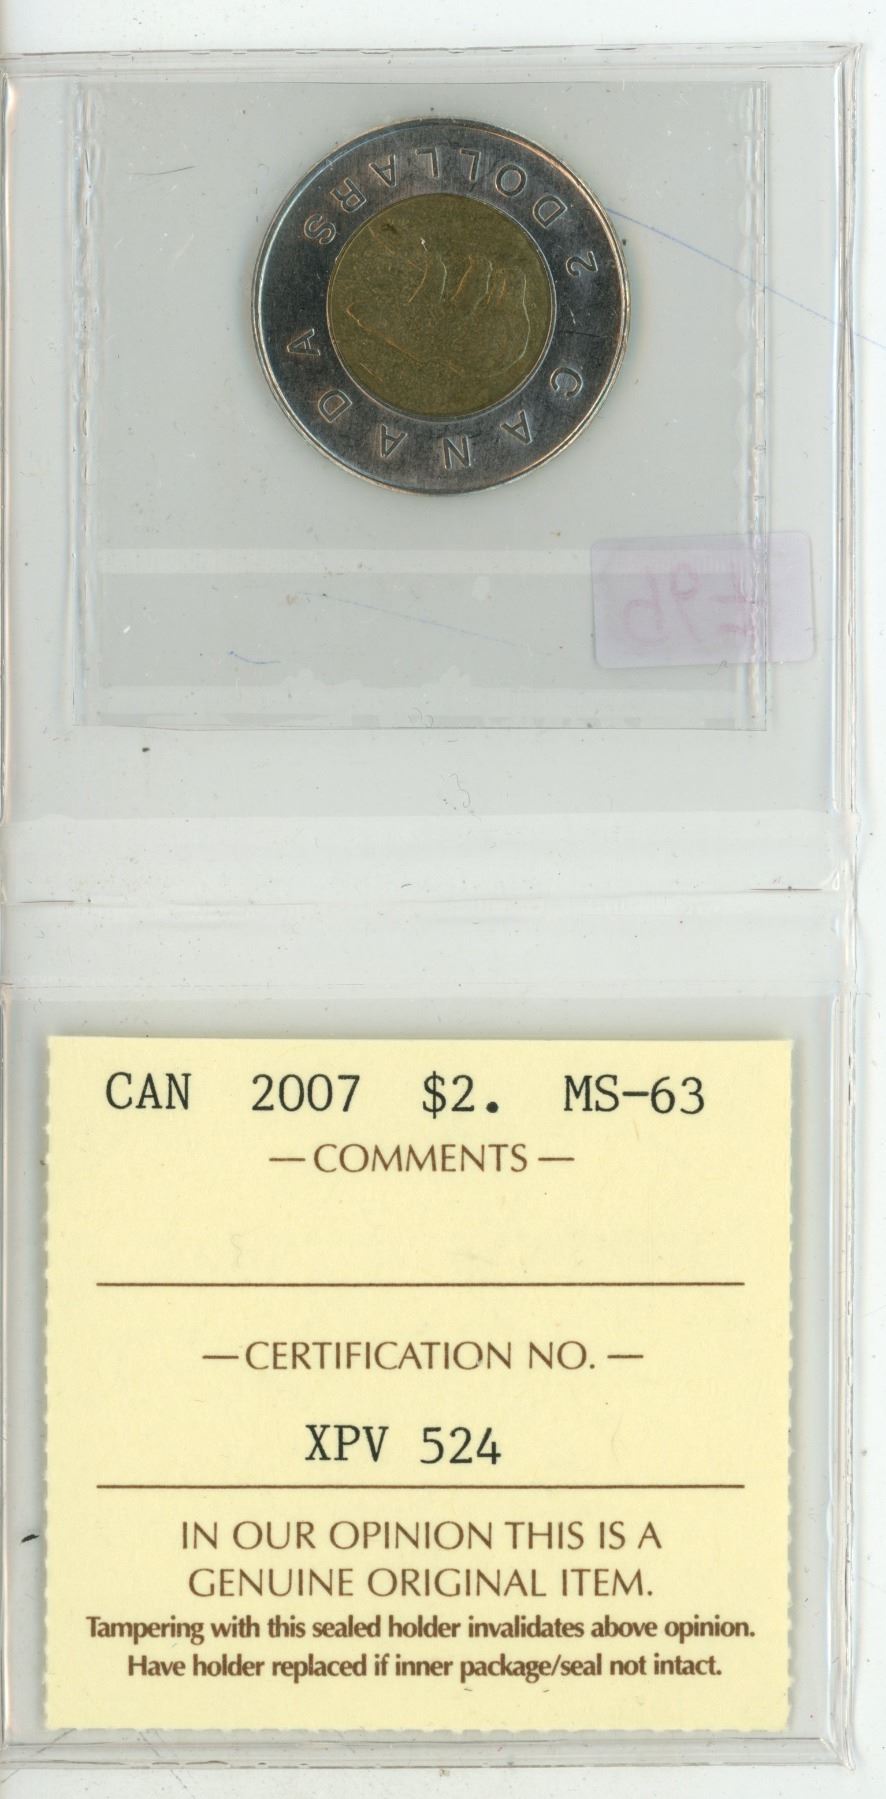 2 DOLLARS
CANADA
CAN 2007 $2. MS-63
— COMMENTS —
— CERTIFICATION NO. —
XPV 524
IN OUR OPINION THIS IS A
GENUINE ORIGINAL ITEM.
Tampering with this sealed holder invalidates above opinion.
Have holder replaced if inner package/seal not intact.